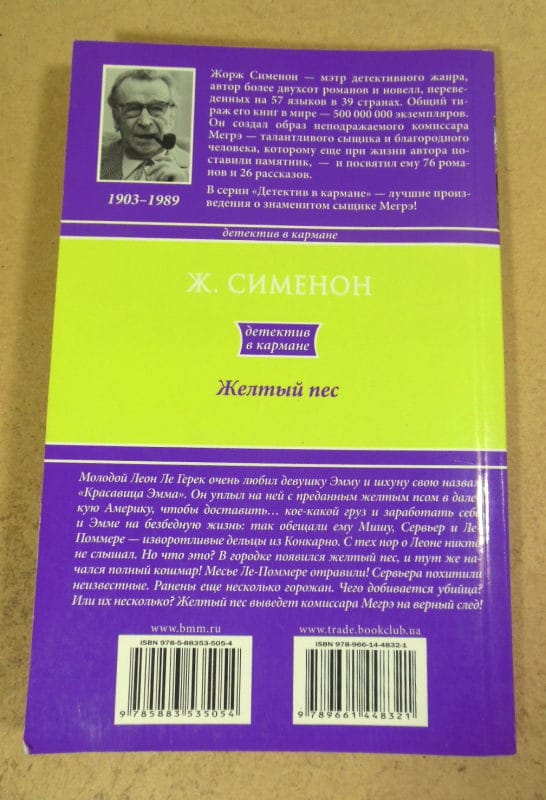 Жорж Сименон — мэтр детективного жанра,
автор более двухсот романов и новелл, переве-
денных на 57 языков в 39 странах. Общий ти-
раж его книг в мире — 500 000 000 экземпляров.
Он создал образ неподражаемого комиссара
Мегрэ — талантливого сыщика и благородного
человека, которому еще при жизни автора по-
ставили памятник, — и посвятил ему 76 рома-
нов и 26 рассказов.
В серии «Детектив в кармане» — лучшие произ-
ведения о знаменитом сыщике Мегрэ!
1903–1989
детектив в кармане
Ж. СИМЕНОН
детектив
в кармане
Желтый пес
Молодой Леон Ле Герек очень любил девушку Эмму и шхуну свою назвал
«Красавица Эмма». Он уплыл на ней с преданным желтым псом в дале-
кую Америку, чтобы доставить… кое-какой груз и заработать себе
и Эмме на безбедную жизнь: так обещали ему Мишу, Сервьер и Ле-
Поммере — изворотливые дельцы из Конкарно. С тех пор о Леоне никто
не слышал. Но что это? В городке появился желтый пес, и тут же на-
чался полный кошмар! Месье Ле-Поммере отравили! Сервьера похитили
неизвестные. Ранены еще несколько горожан. Чего добивается убийца?
Или их несколько? Желтый пес выведет комиссара Мегрэ на верный след!
www.bmm.ru
www.trade.bookclub.ua
ISBN 978-5-88353-505-4
ISBN 978-966-14-4832-1
9 785883 535054
9 789661 448321